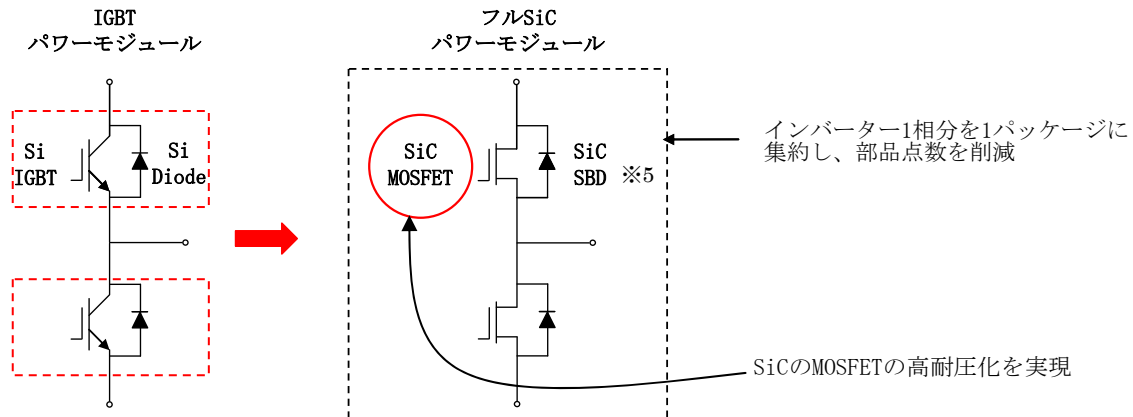 IGBT
パワーモジュール
フルSiC
パワーモジュール
Si
IGBT
Si
Diode
SiC
MOSFET
SiC
SBD ※5
インバーター1相分を1パッケージに
集約し、部品点数を削減
SiCのMOSFETの高耐圧化を実現